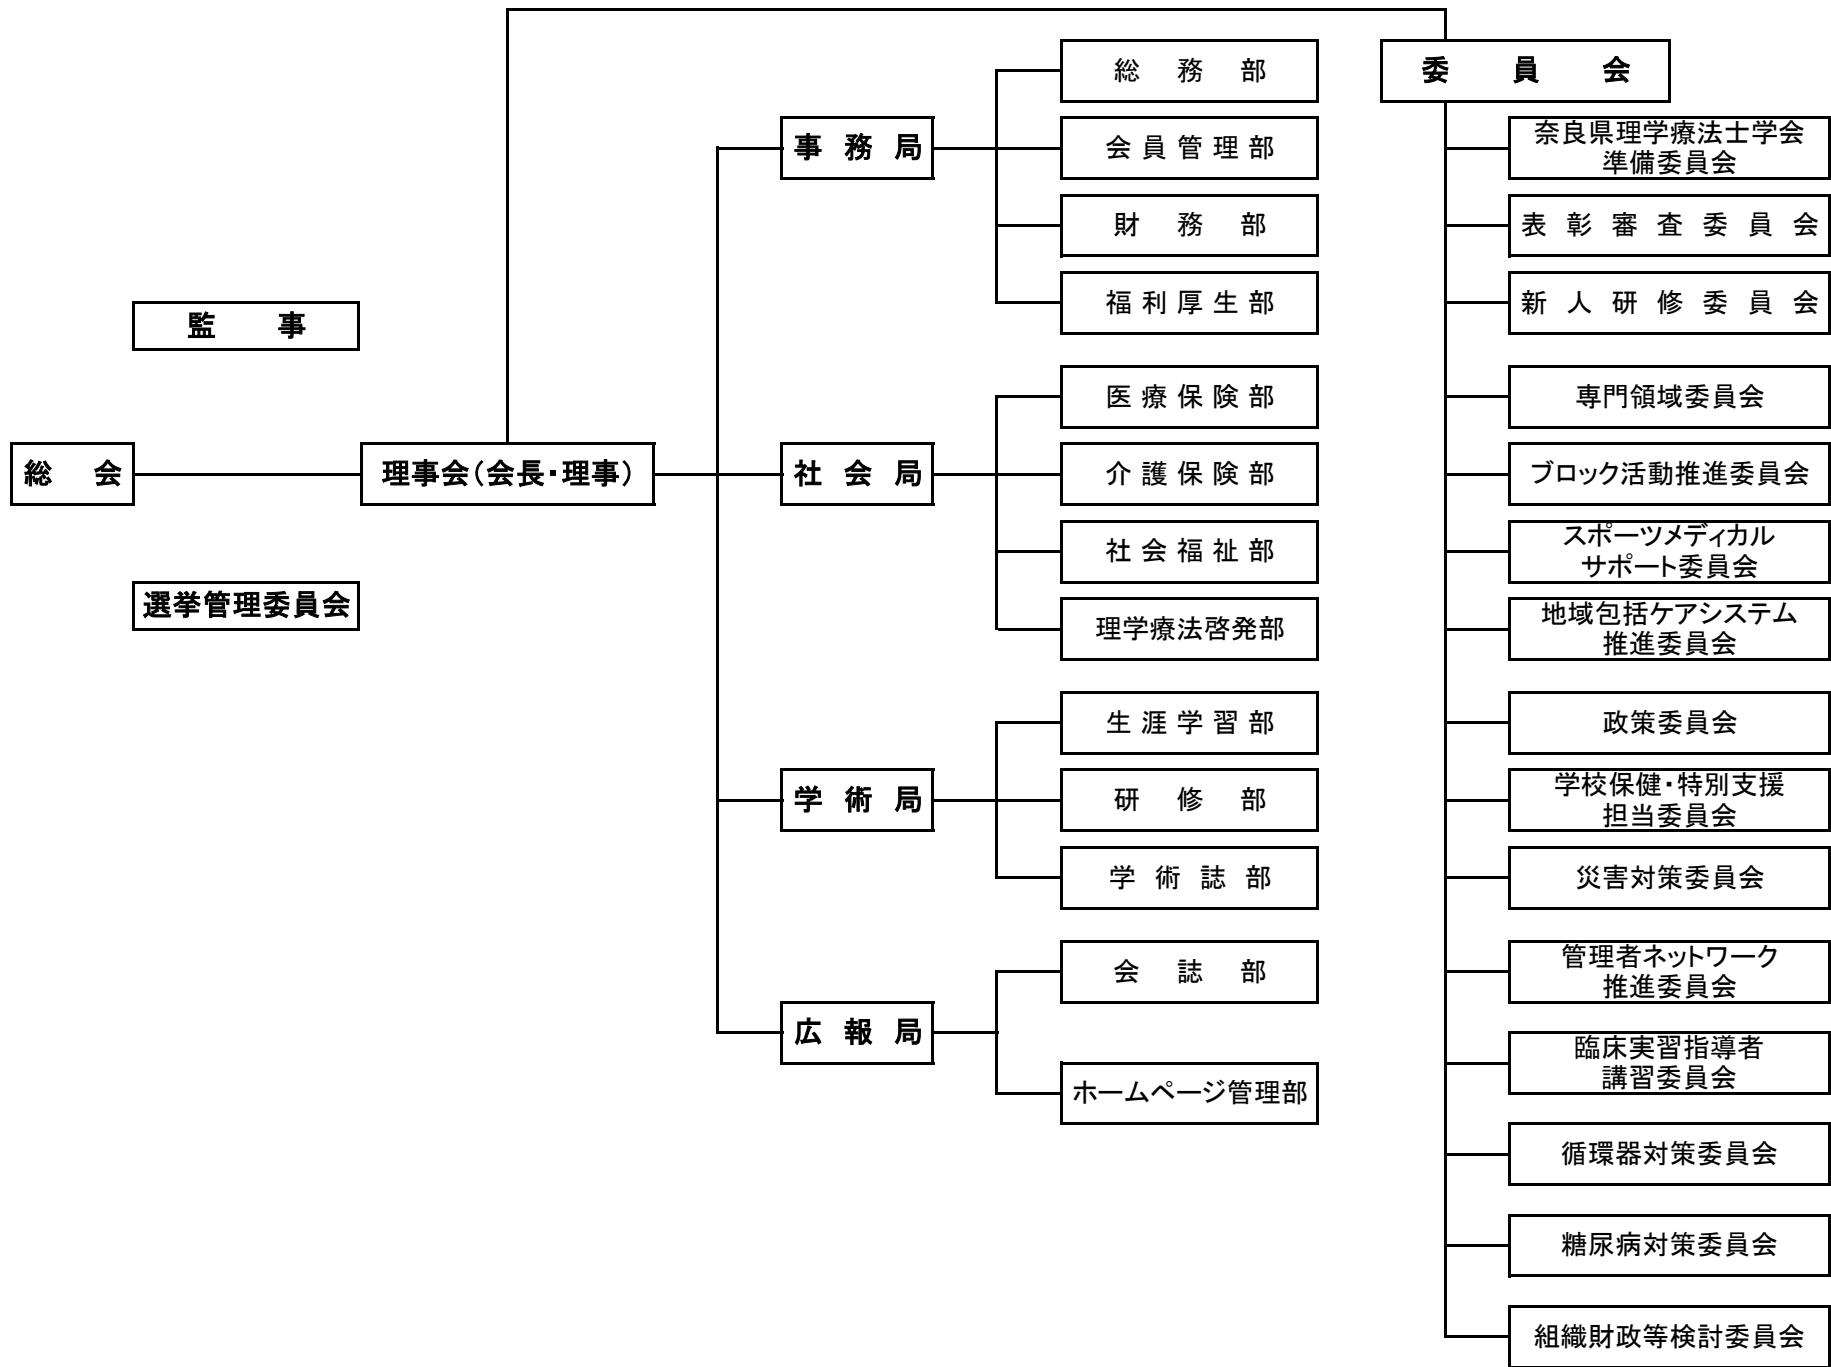 総会
監事
選挙管理委員会
理事会(会長・理事)
事務局
総務部
会員管理部
財務部
福利厚生部
社会局
医療保険部
介護保険部
社会福祉部
理学療法啓発部
学術局
生涯学習部
研修部
学術誌部
広報局
会誌部
ホームページ管理部
委員会
奈良県理学療法士学会
準備委員会
表彰審査委員会
新人研修委員会
専門領域委員会
ブロック活動推進委員会
スポーツメディカル
サポート委員会
地域包括ケアシステム
推進委員会
政策委員会
学校保健・特別支援
担当委員会
災害対策委員会
管理者ネットワーク
推進委員会
臨床実習指導者
講習委員会
循環器対策委員会
糖尿病対策委員会
組織財政等検討委員会